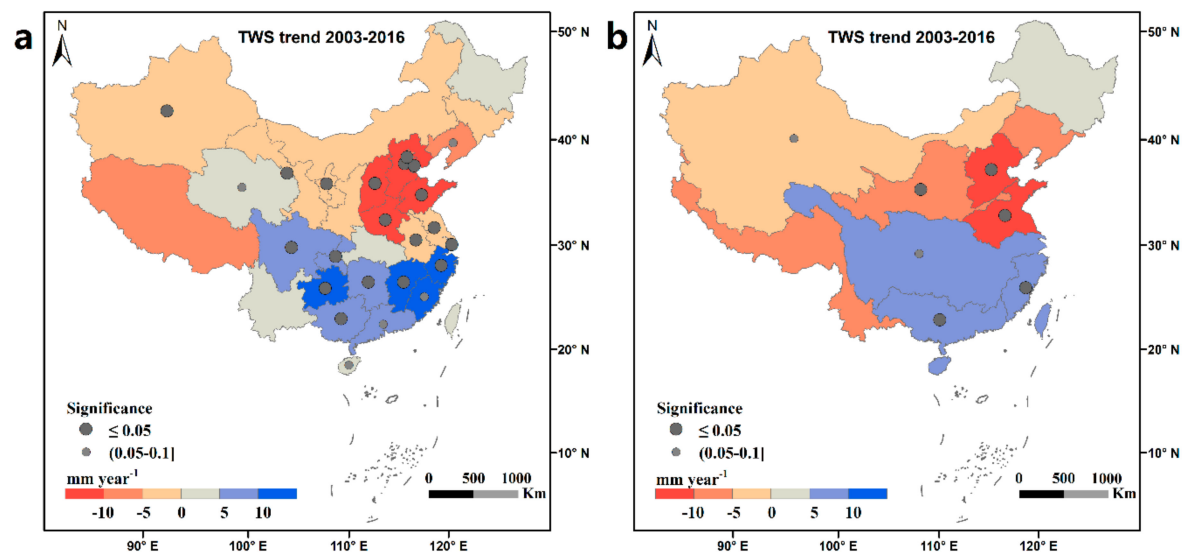 a
N
TWS trend 2003-2016
50° N
40° N
30° N
20° N
10° N
Significance
≤ 0.05
(0.05-0.1]
mm year-1
-10 -5 0 5 10
0 500 1000
Km
90° E 100° E 110° E 120° E
b
N
TWS trend 2003-2016
50° N
40° N
30° N
20° N
10° N
Significance
≤ 0.05
(0.05-0.1]
mm year-1
-10 -5 0 5 10
0 500 1000
Km
90° E 100° E 110° E 120° E